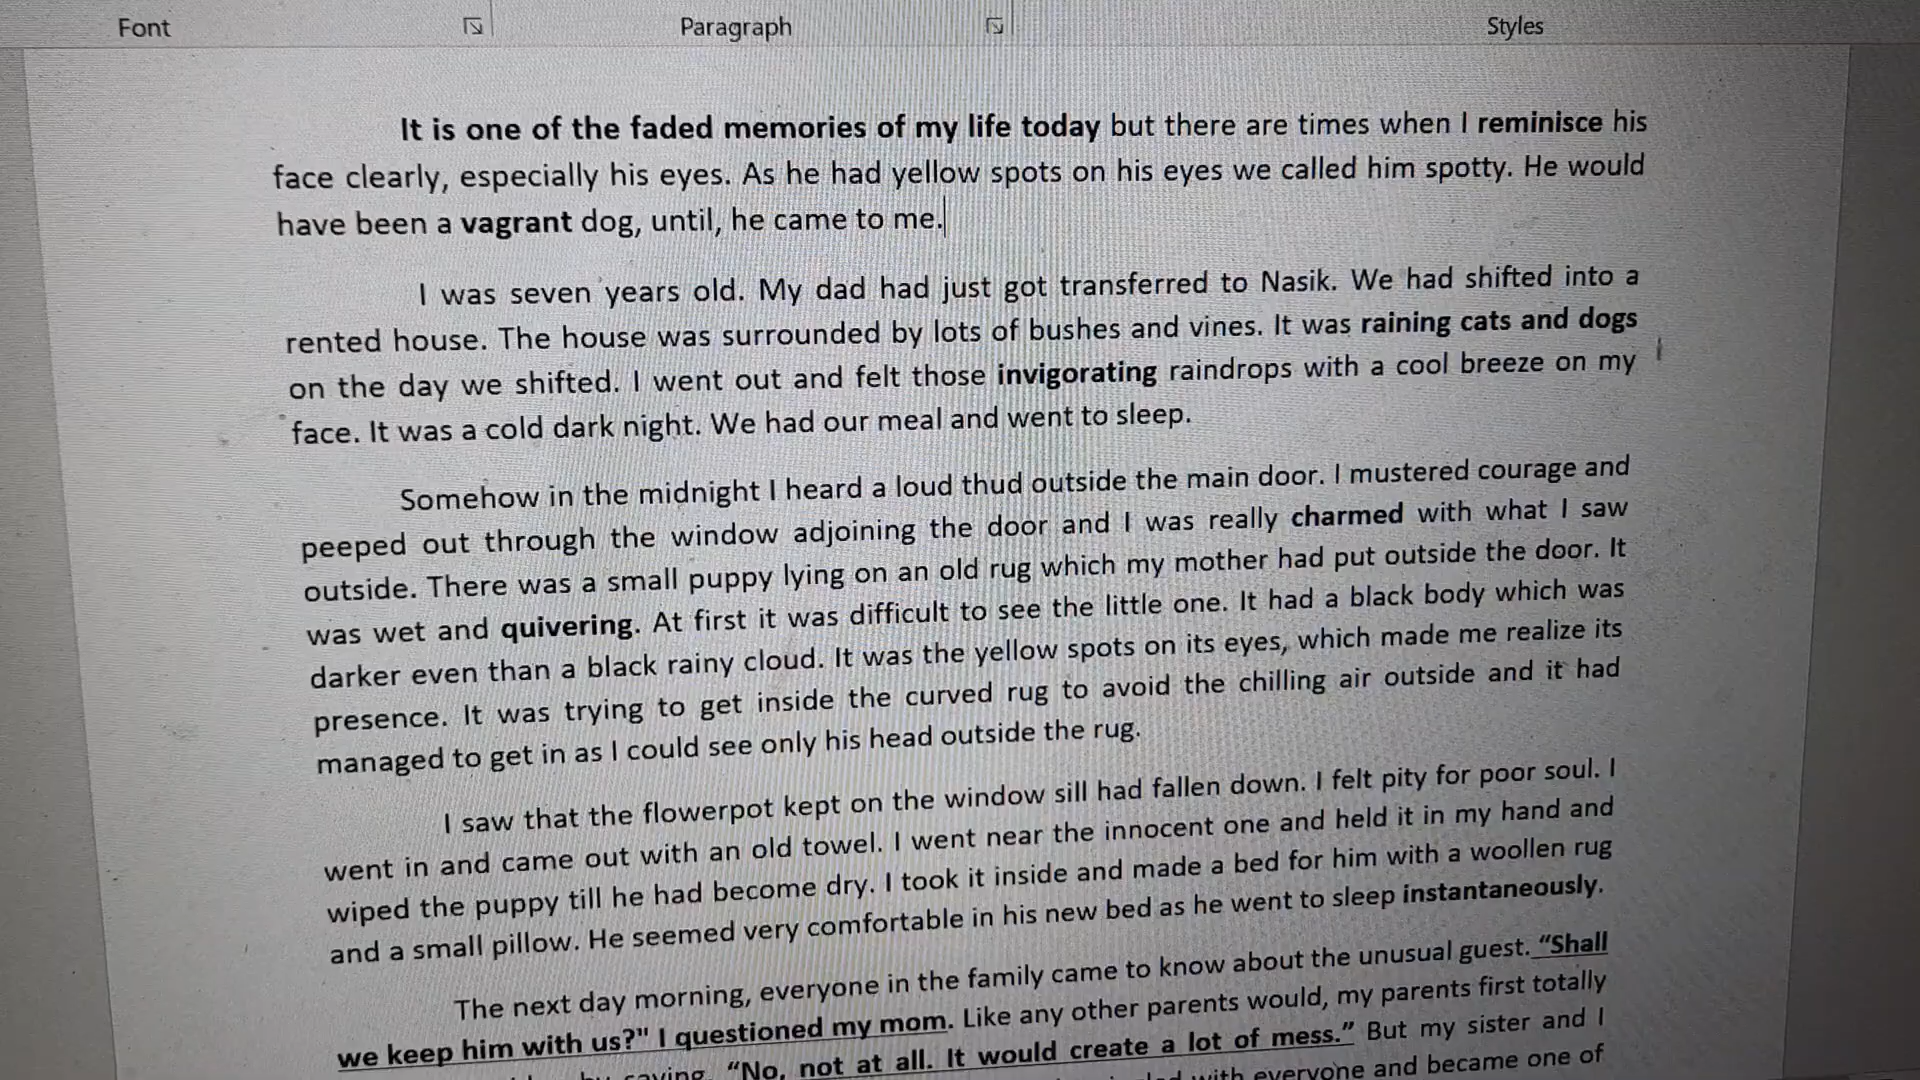 Font Paragraph Styles
It is one of the faded memories of my life today but there are times when I reminisce his
face clearly, especially his eyes. As he had yellow spots on his eyes we called him spotty. He would
have been a vagrant dog, until, he came to me.
I was seven years old. My dad had just got transferred to Nasik. We had shifted into a
rented house. The house was surrounded by lots of bushes and vines. It was raining cats and dogs
on the day we shifted. I went out and felt those invigorating raindrops with a cool breeze on my
face. It was a cold dark night. We had our meal and went to sleep.
Somehow in the midnight I heard a loud thud outside the main door. I mustered courage and
peeped out through the window adjoining the door and I was really charmed with what I saw
outside. There was a small puppy lying on an old rug which my mother had put outside the door. It
was wet and quivering. At first it was difficult to see the little one. It had a black body which was
darker even than a black rainy cloud. It was the yellow spots on its eyes, which made me realize its
presence. It was trying to get inside the curved rug to avoid the chilling air outside and it had
managed to get in as I could see only his head outside the rug.
I saw that the flowerpot kept on the window sill had fallen down. I felt pity for poor soul. I
went in and came out with an old towel. I went near the innocent one and held it in my hand and
wiped the puppy till he had become dry. I took it inside and made a bed for him with a woollen rug
and a small pillow. He seemed very comfortable in his new bed as he went to sleep instantaneously.
The next day morning, everyone in the family came to know about the unusual guest. “Shall
we keep him with us?" I questioned my mom. Like any other parents would, my parents first totally
by saying, “No, not at all. It would create a lot of mess.” But my sister and I
with everyone and became one of